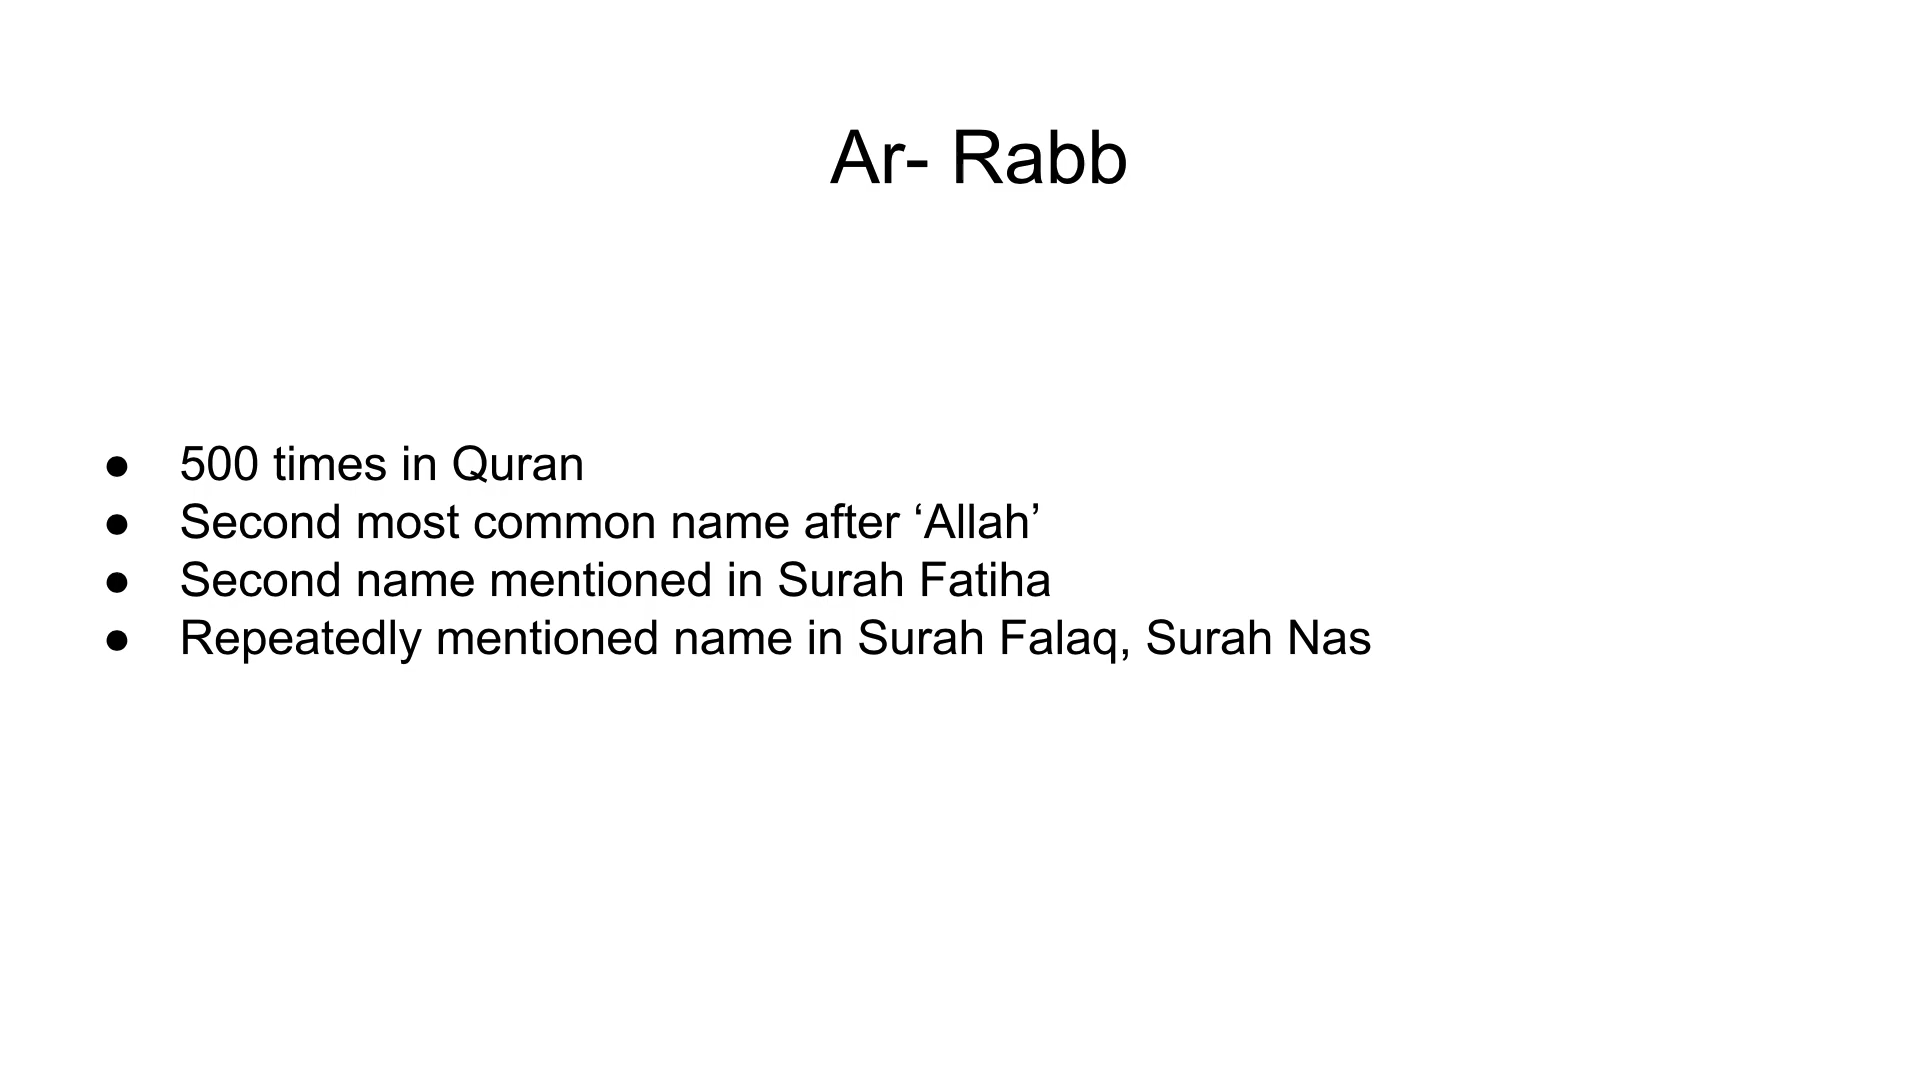 Ar- Rabb
● 500 times in Quran
● Second most common name after ‘Allah’
● Second name mentioned in Surah Fatiha
● Repeatedly mentioned name in Surah Falaq, Surah Nas